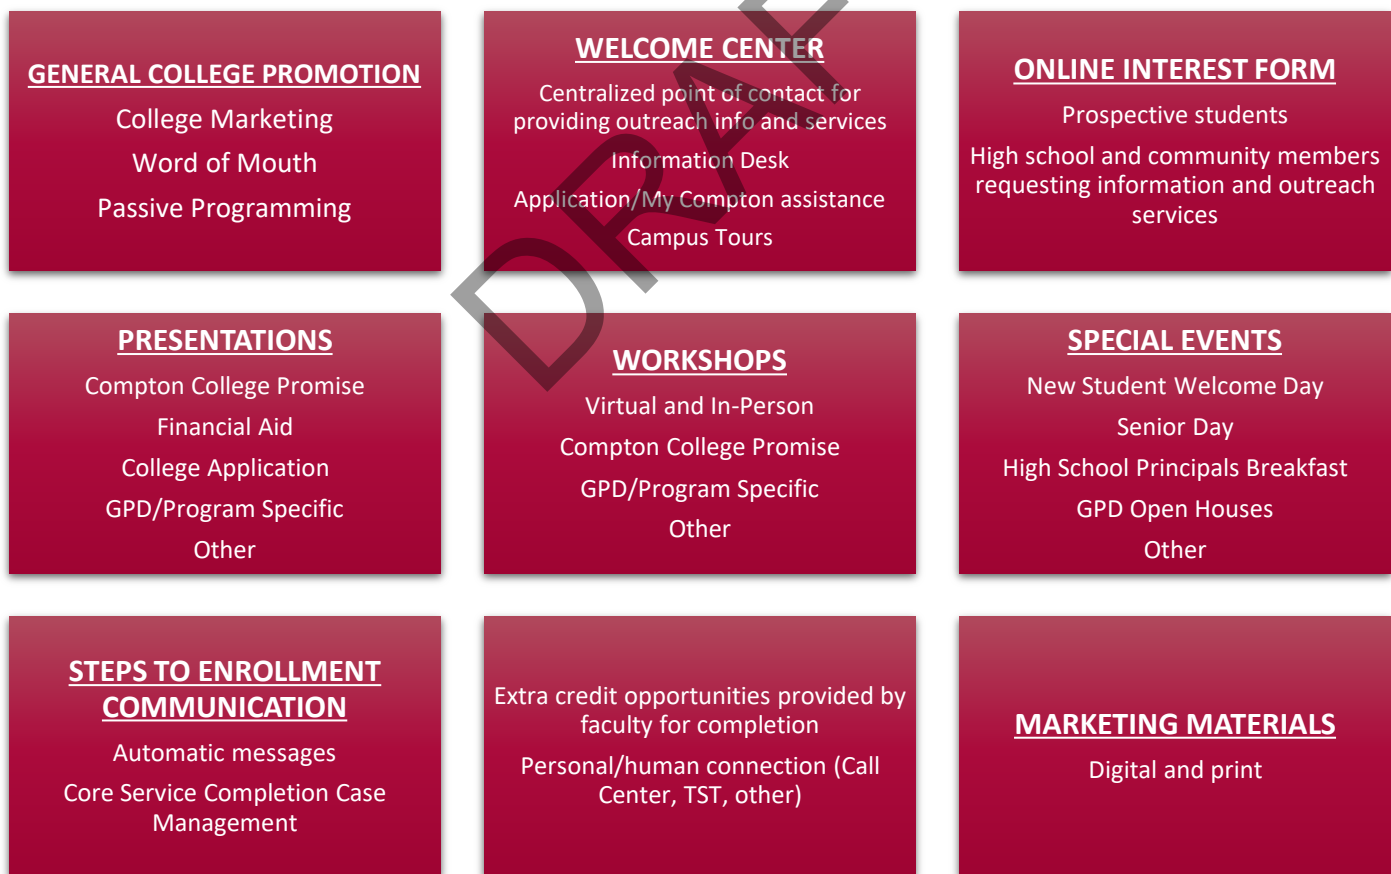 GENERAL COLLEGE PROMOTION
College Marketing
Word of Mouth
Passive Programming
WELCOME CENTER
Centralized point of contact for
providing outreach info and services
Information Desk
Application/My Compton assistance
Campus Tours
ONLINE INTEREST FORM
Prospective students
High school and community members
requesting information and outreach
services
PRESENTATIONS
Compton College Promise
Financial Aid
College Application
GPD/Program Specific
Other
WORKSHOPS
Virtual and In-Person
Compton College Promise
GPD/Program Specific
Other
SPECIAL EVENTS
New Student Welcome Day
Senior Day
High School Principals Breakfast
GPD Open Houses
Other
STEPS TO ENROLLMENT
COMMUNICATION
Automatic messages
Core Service Completion Case
Management
Extra credit opportunities provided by
faculty for completion
Personal/human connection (Call
Center, TST, other)
MARKETING MATERIALS
Digital and print